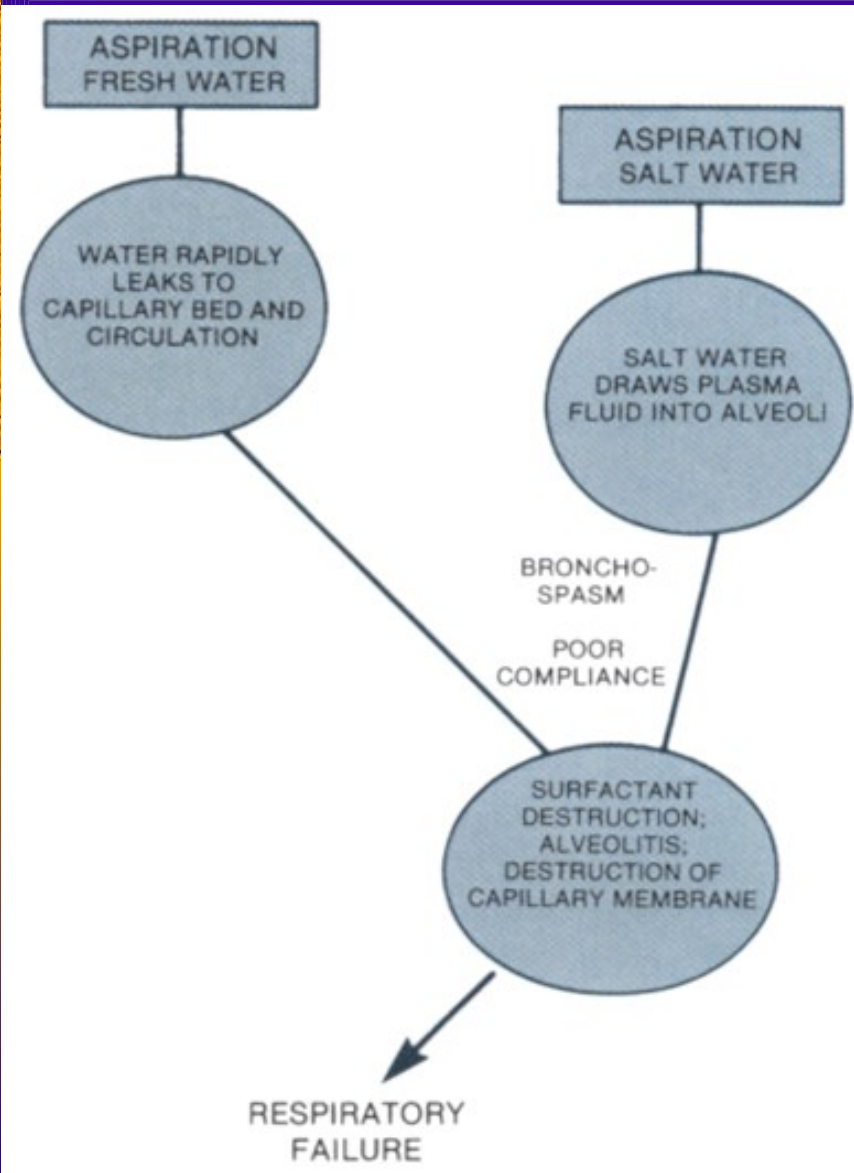 ASPIRATION
FRESH WATER
ASPIRATION
SALT WATER
WATER RAPIDLY
LEAKS TO
CAPILLARY BED AND
CIRCULATION
SALT WATER
DRAWS PLASMA
FLUID INTO ALVEOLI
BRONCHO-
SPASM
POOR
COMPLIANCE
SURFACTANT
DESTRUCTION;
ALVEOLITIS;
DESTRUCTION OF
CAPILLARY MEMBRANE
RESPIRATORY
FAILURE